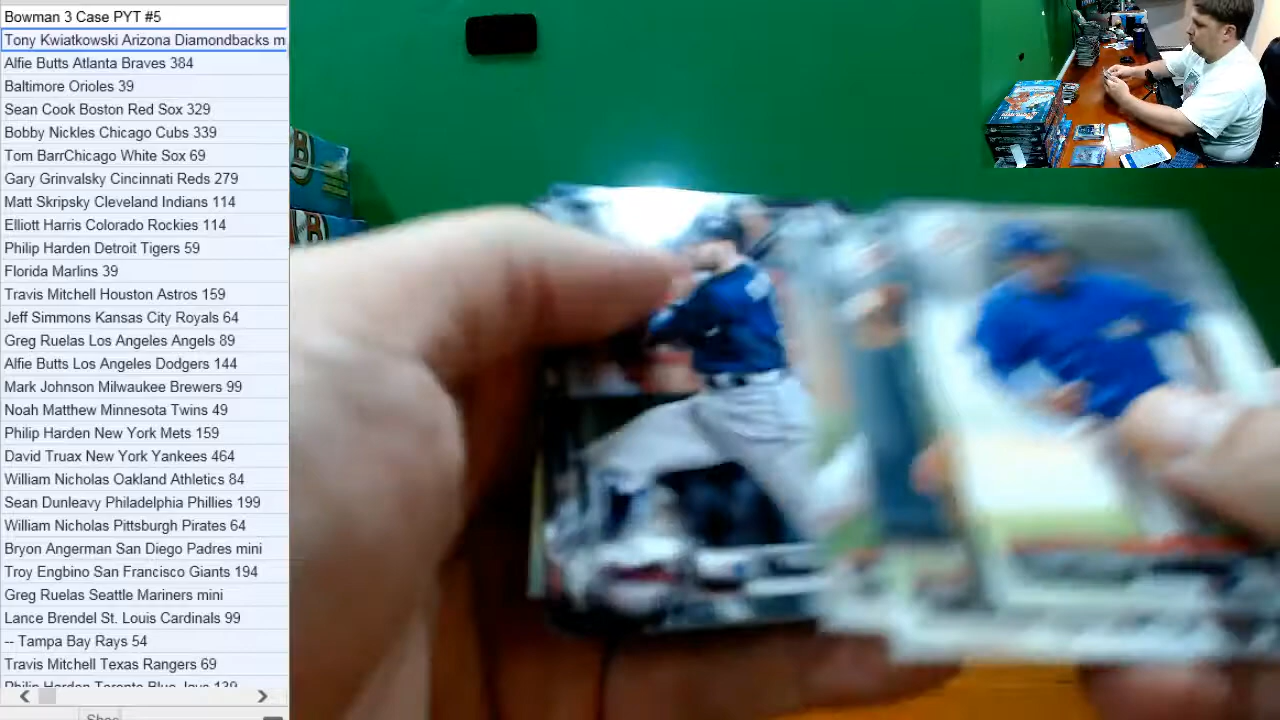 Bowman 3 Case PYT #5
Tony Kwiatkowski Arizona Diamondbacks m
Alfie Butts Atlanta Braves 384
Baltimore Orioles 39
Sean Cook Boston Red Sox 329
Bobby Nickles Chicago Cubs 339
Tom BarrChicago White Sox 69
Gary Grinvalsky Cincinnati Reds 279
Matt Skripsky Cleveland Indians 114
Elliott Harris Colorado Rockies 114
Philip Harden Detroit Tigers 59
Florida Marlins 39
Travis Mitchell Houston Astros 159
Jeff Simmons Kansas City Royals 64
Greg Ruelas Los Angeles Angels 89
Alfie Butts Los Angeles Dodgers 144
Mark Johnson Milwaukee Brewers 99
Noah Matthew Minnesota Twins 49
Philip Harden New York Mets 159
David Truax New York Yankees 464
William Nicholas Oakland Athletics 84
Sean Dunleavy Philadelphia Phillies 199
William Nicholas Pittsburgh Pirates 64
Bryon Angerman San Diego Padres mini
Troy Engbino San Francisco Giants 194
Greg Ruelas Seattle Mariners mini
Lance Brendel St. Louis Cardinals 99
-- Tampa Bay Rays 54
Travis Mitchell Texas Rangers 69
Philip Harden Toronto Blue Jays 139